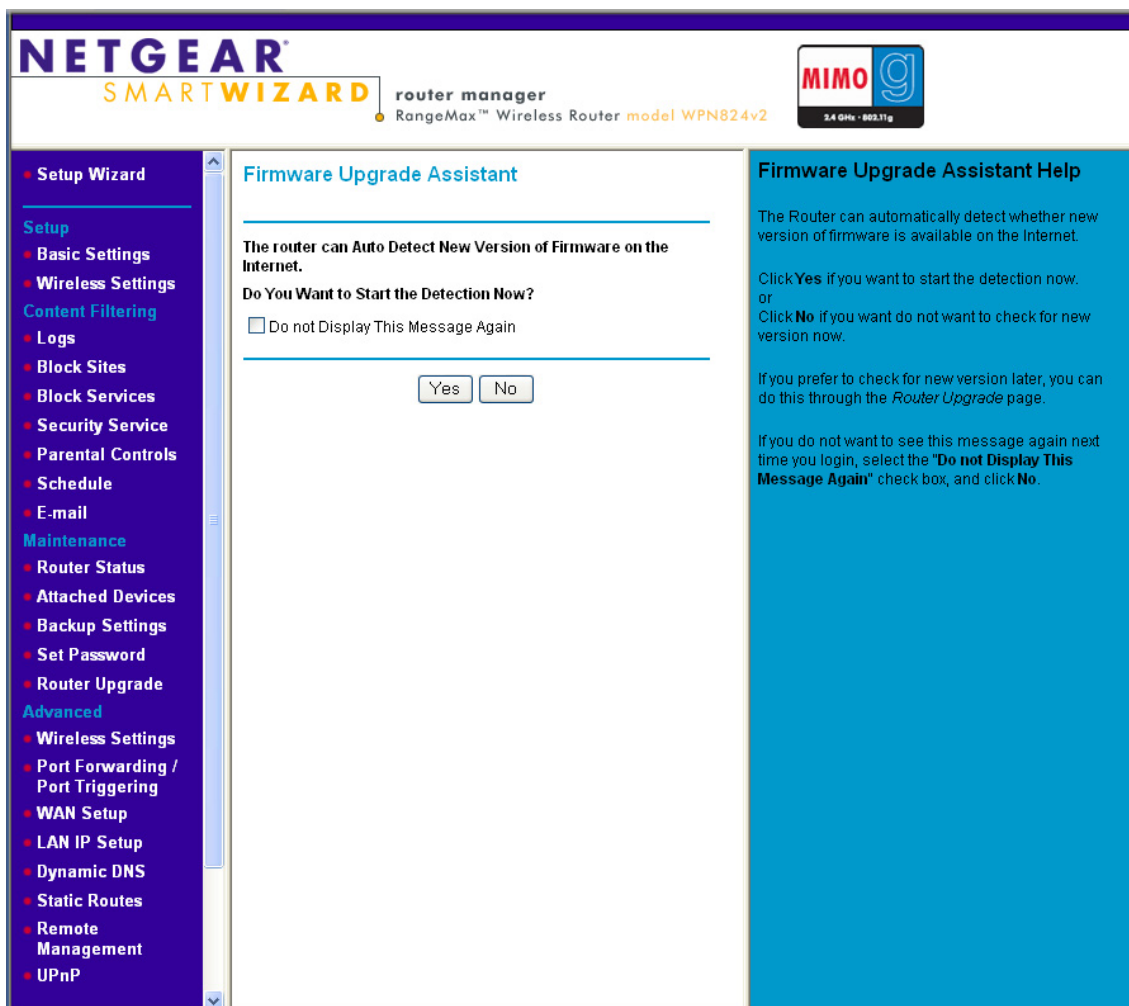 NETGEAR
SMARTWIZARD
router manager
RangeMax™ Wireless Router model WPN824v2
MIMO g
2.4 GHz - 802.11g
Setup Wizard
Setup
Basic Settings
Wireless Settings
Content Filtering
Logs
Block Sites
Block Services
Security Service
Parental Controls
Schedule
E-mail
Maintenance
Router Status
Attached Devices
Backup Settings
Set Password
Router Upgrade
Advanced
Wireless Settings
Port Forwarding /
Port Triggering
WAN Setup
LAN IP Setup
Dynamic DNS
Static Routes
Remote
Management
UPnP
Firmware Upgrade Assistant
The router can Auto Detect New Version of Firmware on the
Internet.
Do You Want to Start the Detection Now?
Do not Display This Message Again
Yes No
Firmware Upgrade Assistant Help
The Router can automatically detect whether new
version of firmware is available on the Internet.
Click Yes if you want to start the detection now.
or
Click No if you want do not want to check for new
version now.
If you prefer to check for new version later, you can
do this through the Router Upgrade page.
If you do not want to see this message again next
time you login, select the "Do not Display This
Message Again" check box, and click No.